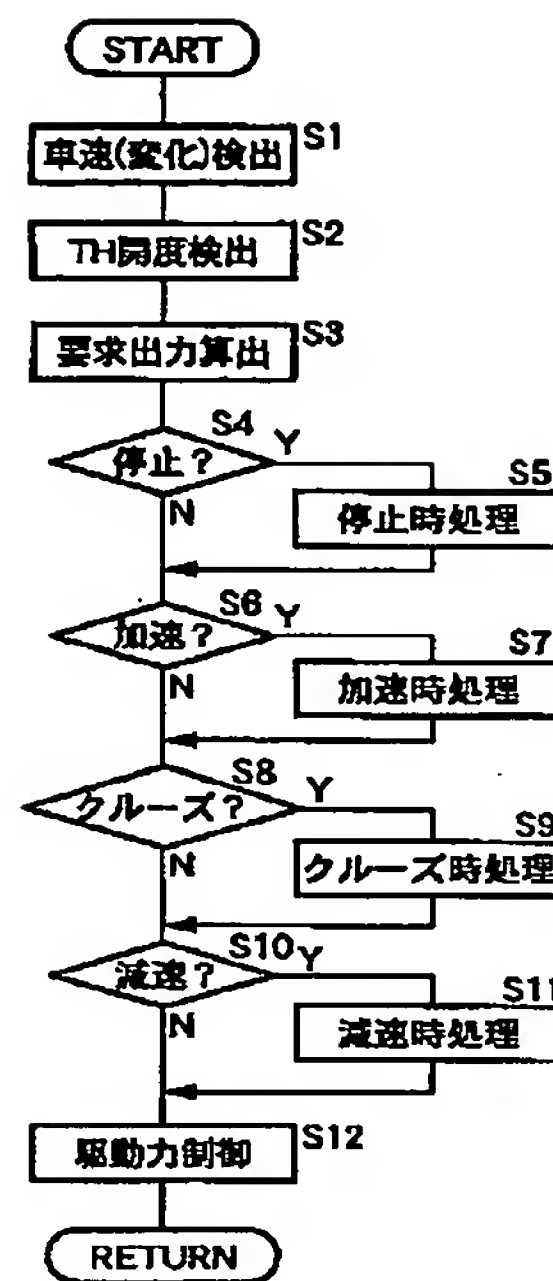 START
車速(変化)検出 S1
TH開度検出 S2
要求出力算出 S3
S4
停止? Y
N
S5
停止時処理
S6
加速? Y
N
S7
加速時処理
S8
クルーズ? Y
N
S9
クルーズ時処理
S10
減速? Y
N
S11
減速時処理
駆動力制御 S12
RETURN